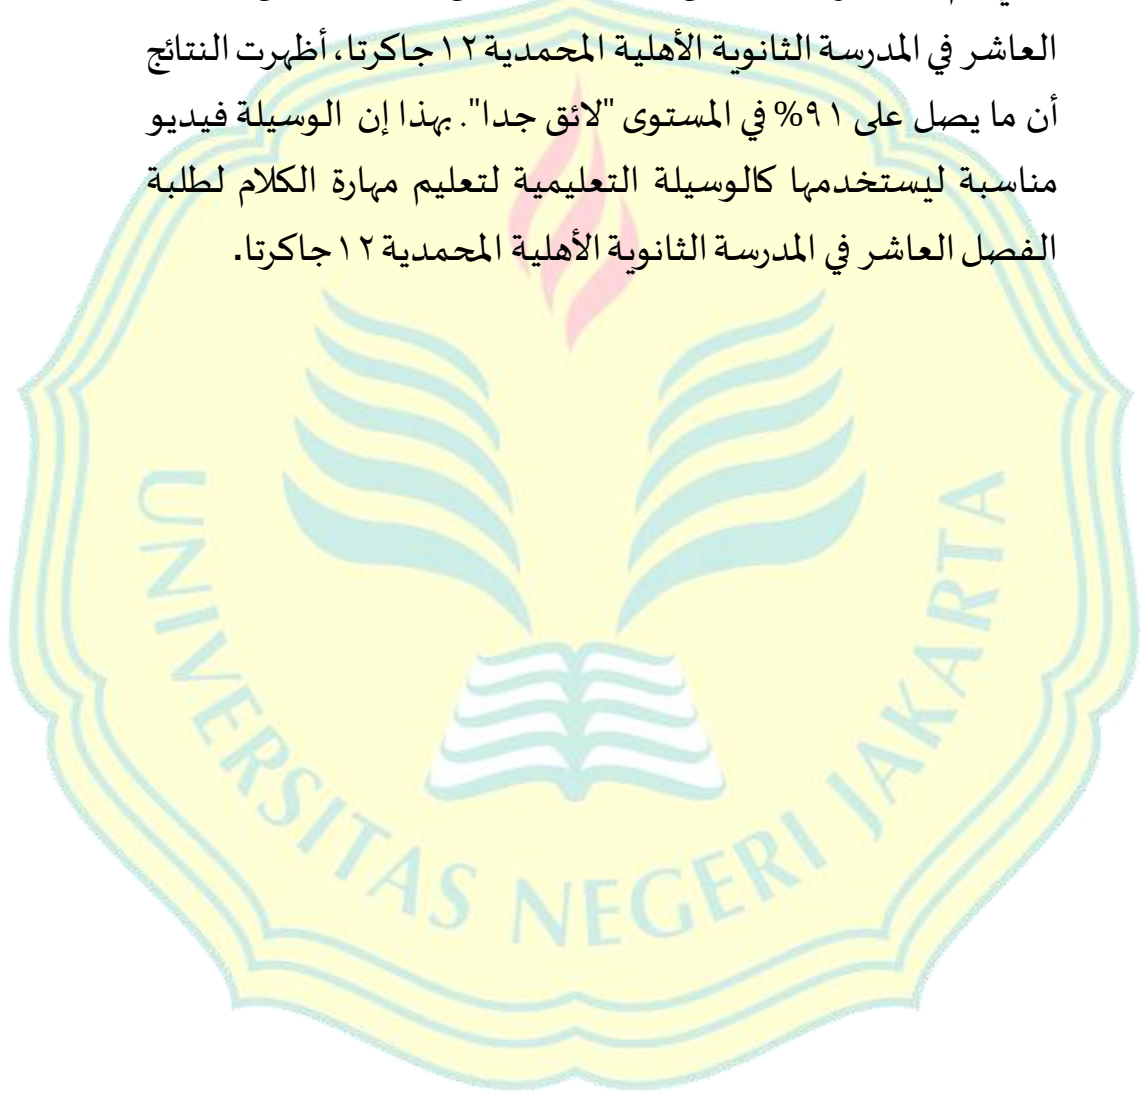 العاشر في المدرسة الثانوية الأهلية المحمدية ١٢ جاكرتا، أظهرت النتائج
أن ما يصل على ٩١% في المستوى "لائق جدا". بهذا إن الوسيلة فيديو
مناسبة ليستخدمها كالوسيلة التعليمية لتعليم مهارة الكلام لطلبة
الفصل العاشر في المدرسة الثانوية الأهلية المحمدية ١٢ جاكرتا.
UNIVERSITAS NEGERI JAKARTA